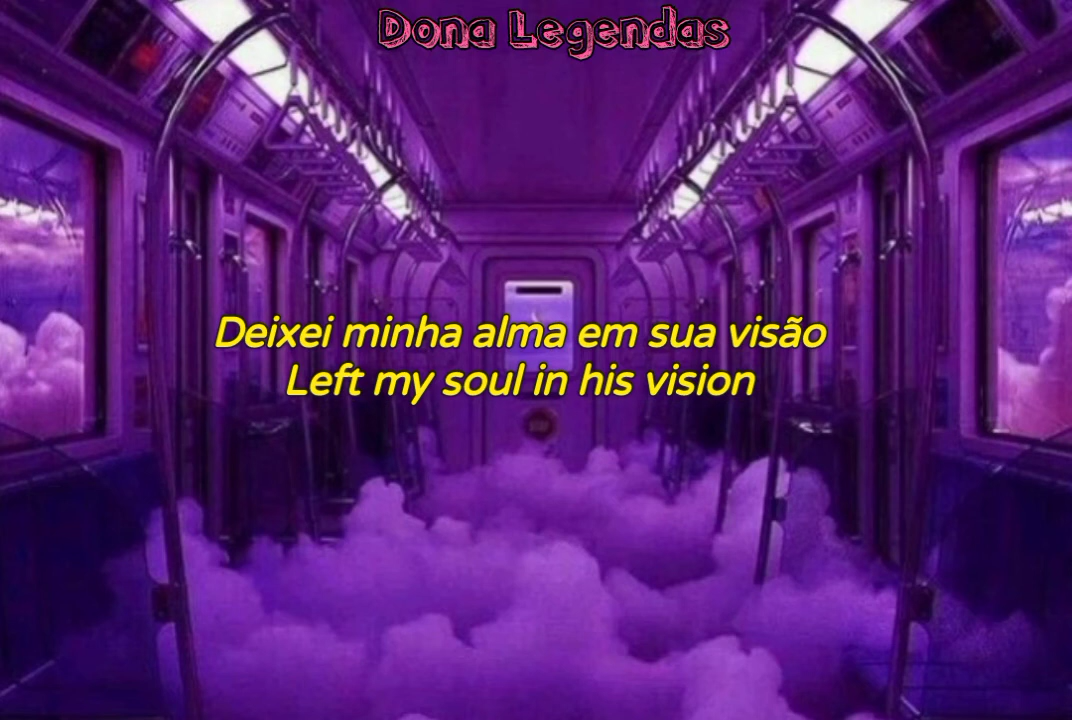 Dona Legendas
Deixei minha alma em sua visão
Left my soul in his vision